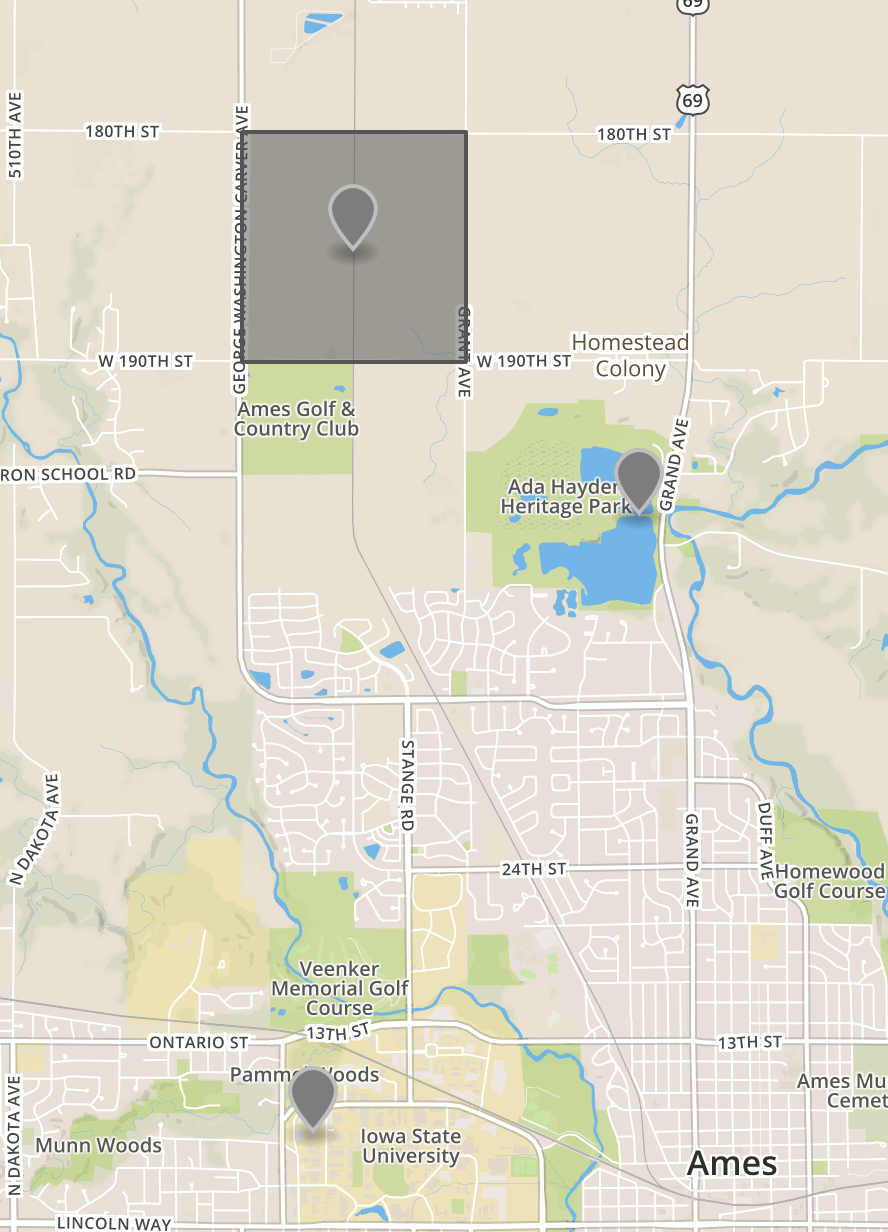 69
69
510TH AVE
180TH ST
180TH ST
GEORGE WASHINGTON CARVER AVE
GRANT AVE
W 190TH ST
W 190TH ST
Homestead
Colony
Ames Golf &
Country Club
GRAND AVE
RON SCHOOL RD
Ada Hayden
Heritage Park
STANGE RD
N DAKOTA AVE
GRAND AVE
DUFF AVE
24TH ST
Homewood
Golf Course
Veenker
Memorial Golf
Course
13TH ST
ONTARIO ST
13TH ST
Pammel Woods
Ames Mu
Cemet
N DAKOTA AVE
Munn Woods
Iowa State
University
Ames
LINCOLN WAY